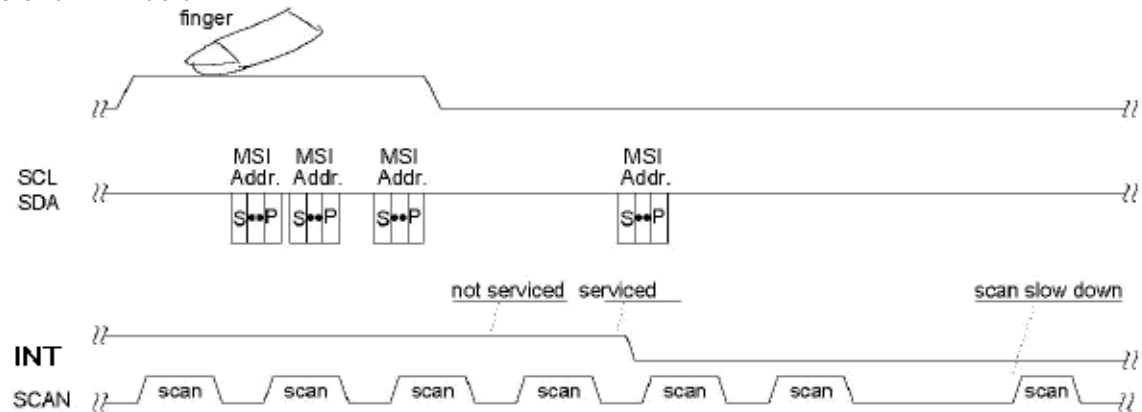 finger
MSI MSI MSI MSI
Addr. Addr. Addr. Addr.
SCL
SDA
S••P S••P S••P S••P
not serviced serviced scan slow down
INT
SCAN scan scan scan scan scan scan scan